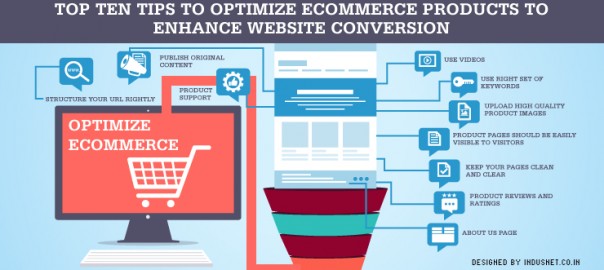 TOP TEN TIPS TO OPTIMIZE ECOMMERCE PRODUCTS TO
ENHANCE WEBSITE CONVERSION
WWW
STRUCTURE YOUR URL RIGHTLY
PUBLISH ORIGINAL
CONTENT
PRODUCT
SUPPORT
OPTIMIZE
ECOMMERCE
USE VIDEOS
USE RIGHT SET OF
KEYWORDS
UPLOAD HIGH QUALITY
PRODUCT IMAGES
PRODUCT PAGES SHOULD BE EASILY
VISIBLE TO VISITORS
KEEP YOUR PAGES CLEAN
AND CLEAR
PRODUCT REVIEWS AND
RATINGS
ABOUT US PAGE
DESIGNED BY INDUSNET.CO.IN